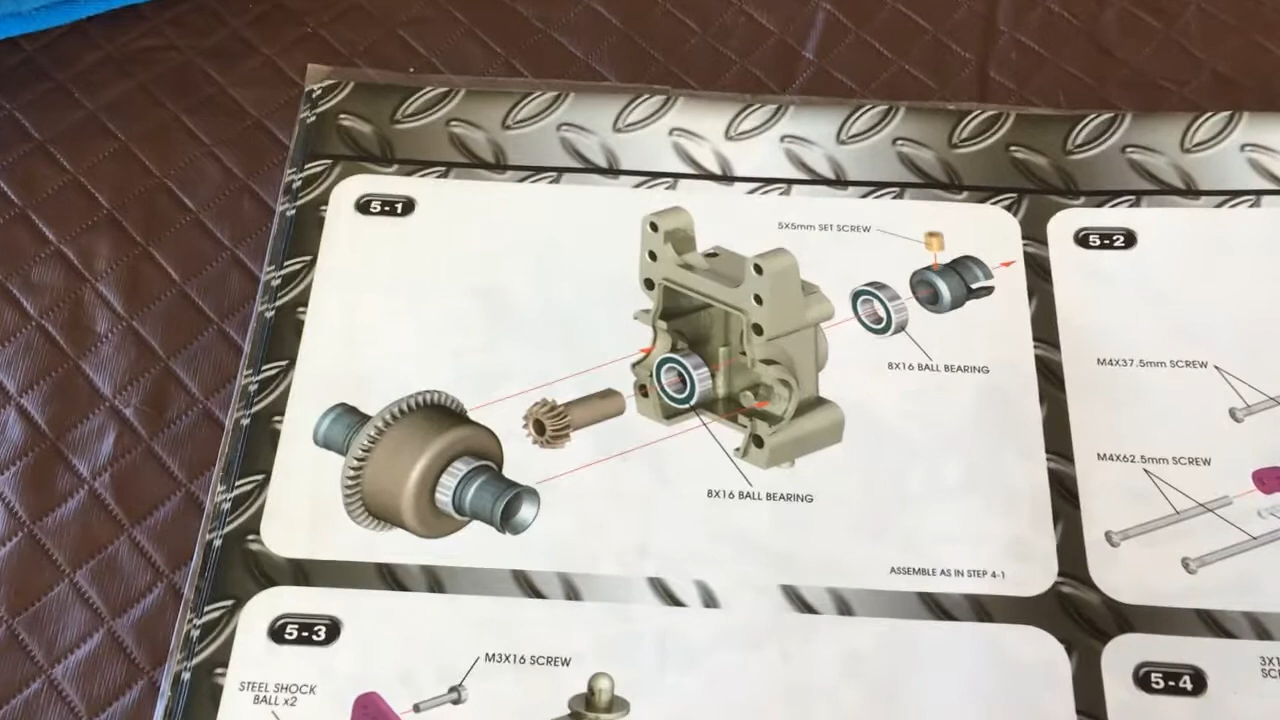 5-1
5X5mm SET SCREW
8X16 BALL BEARING
8X16 BALL BEARING
ASSEMBLE AS IN STEP 4-1
5-2
M4X37.5mm SCREW
M4X62.5mm SCREW
5-3
M3X16 SCREW
STEEL SHOCK
BALL x2
5-4